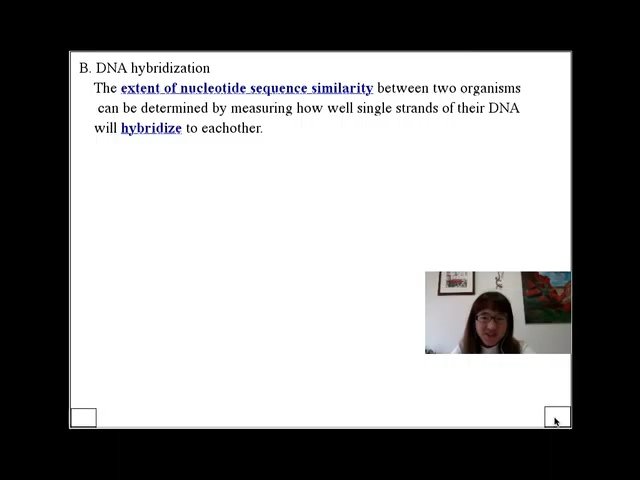 B. DNA hybridization
The extent of nucleotide sequence similarity between two organisms
can be determined by measuring how well single strands of their DNA
will hybridize to eachother.